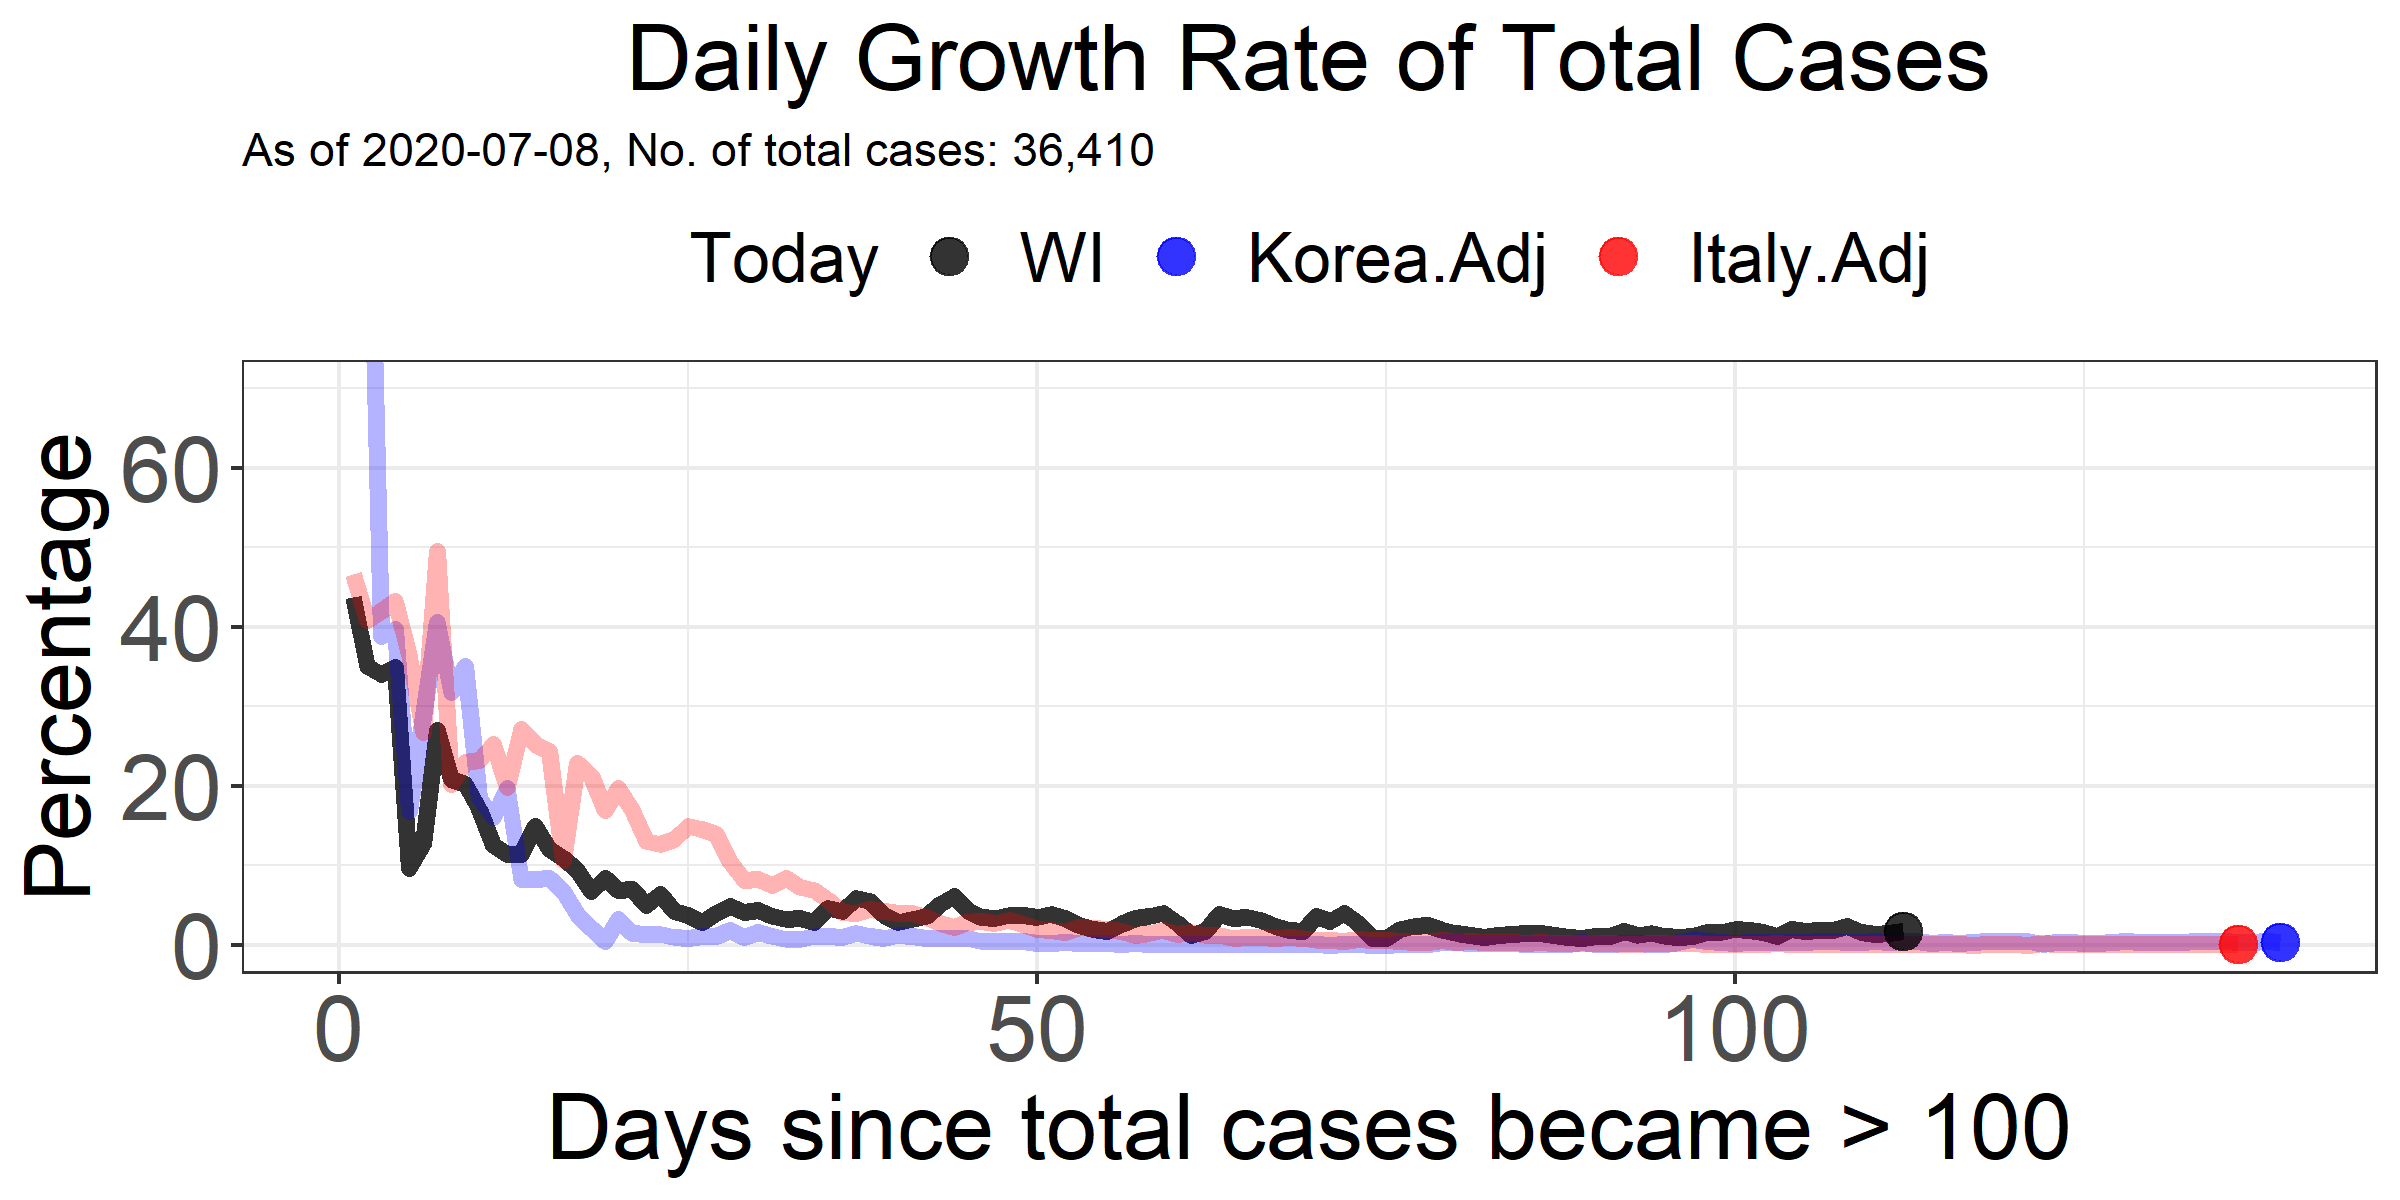 Daily Growth Rate of Total Cases
As of 2020-07-08, No. of total cases: 36,410
Today WI Korea.Adj Italy.Adj
Percentage
60
40
20
0
0 50 100
Days since total cases became > 100